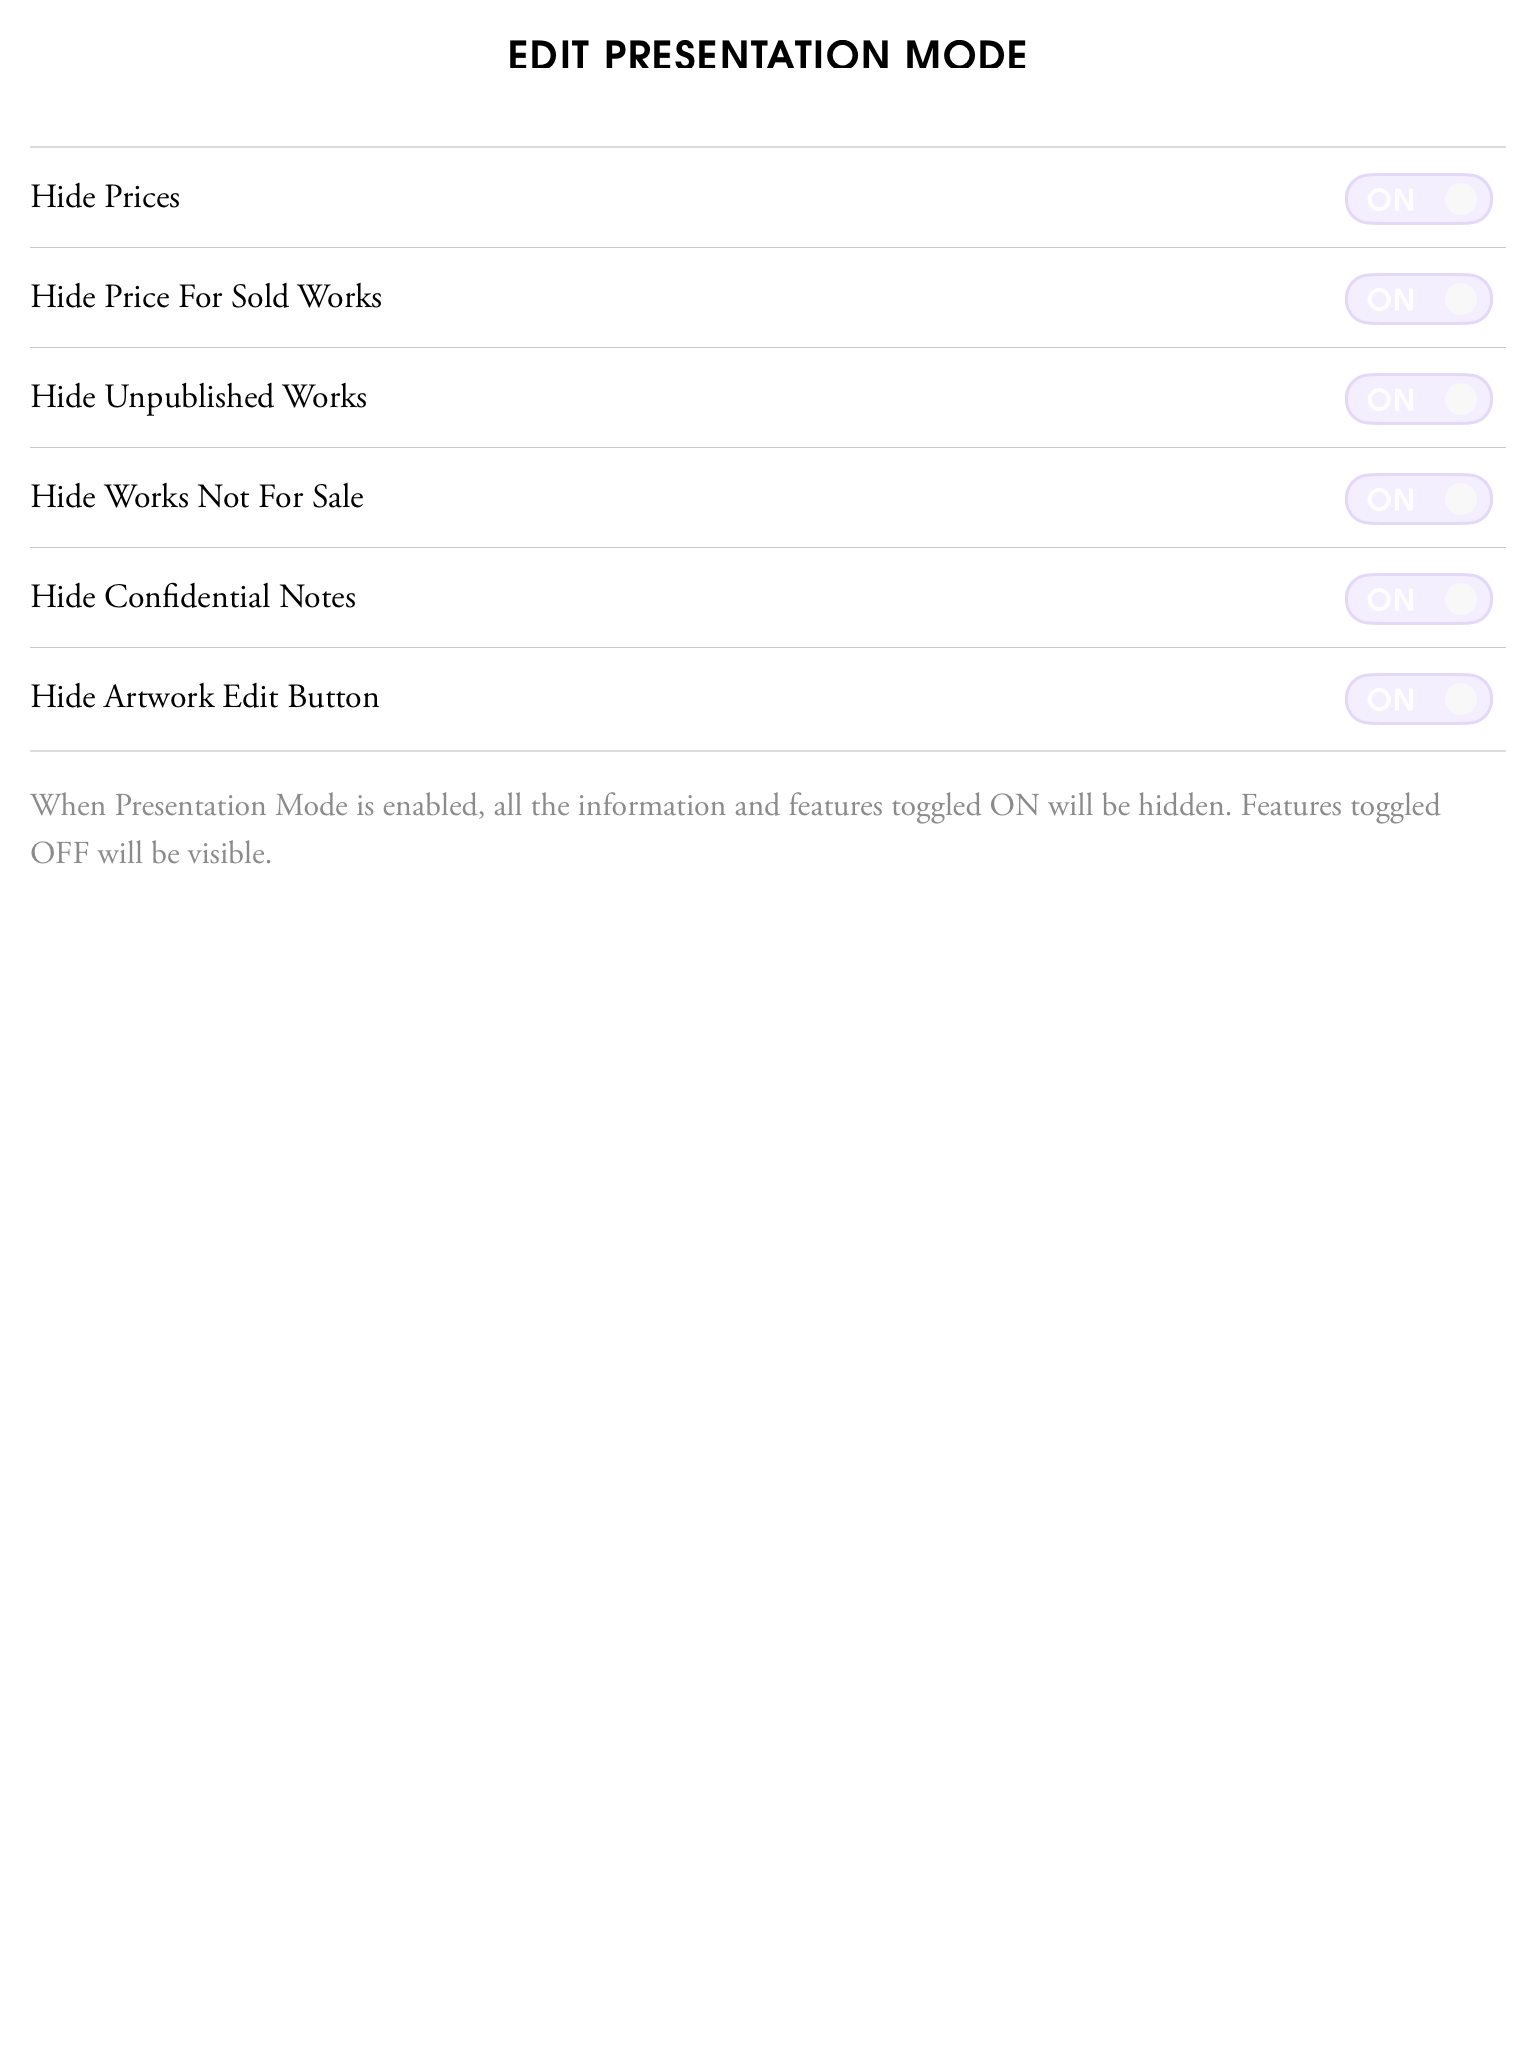 EDIT PRESENTATION MODE
Hide Prices ON
Hide Price For Sold Works ON
Hide Unpublished Works ON
Hide Works Not For Sale ON
Hide Confidential Notes ON
Hide Artwork Edit Button ON
When Presentation Mode is enabled, all the information and features toggled ON will be hidden. Features toggled
OFF will be visible.